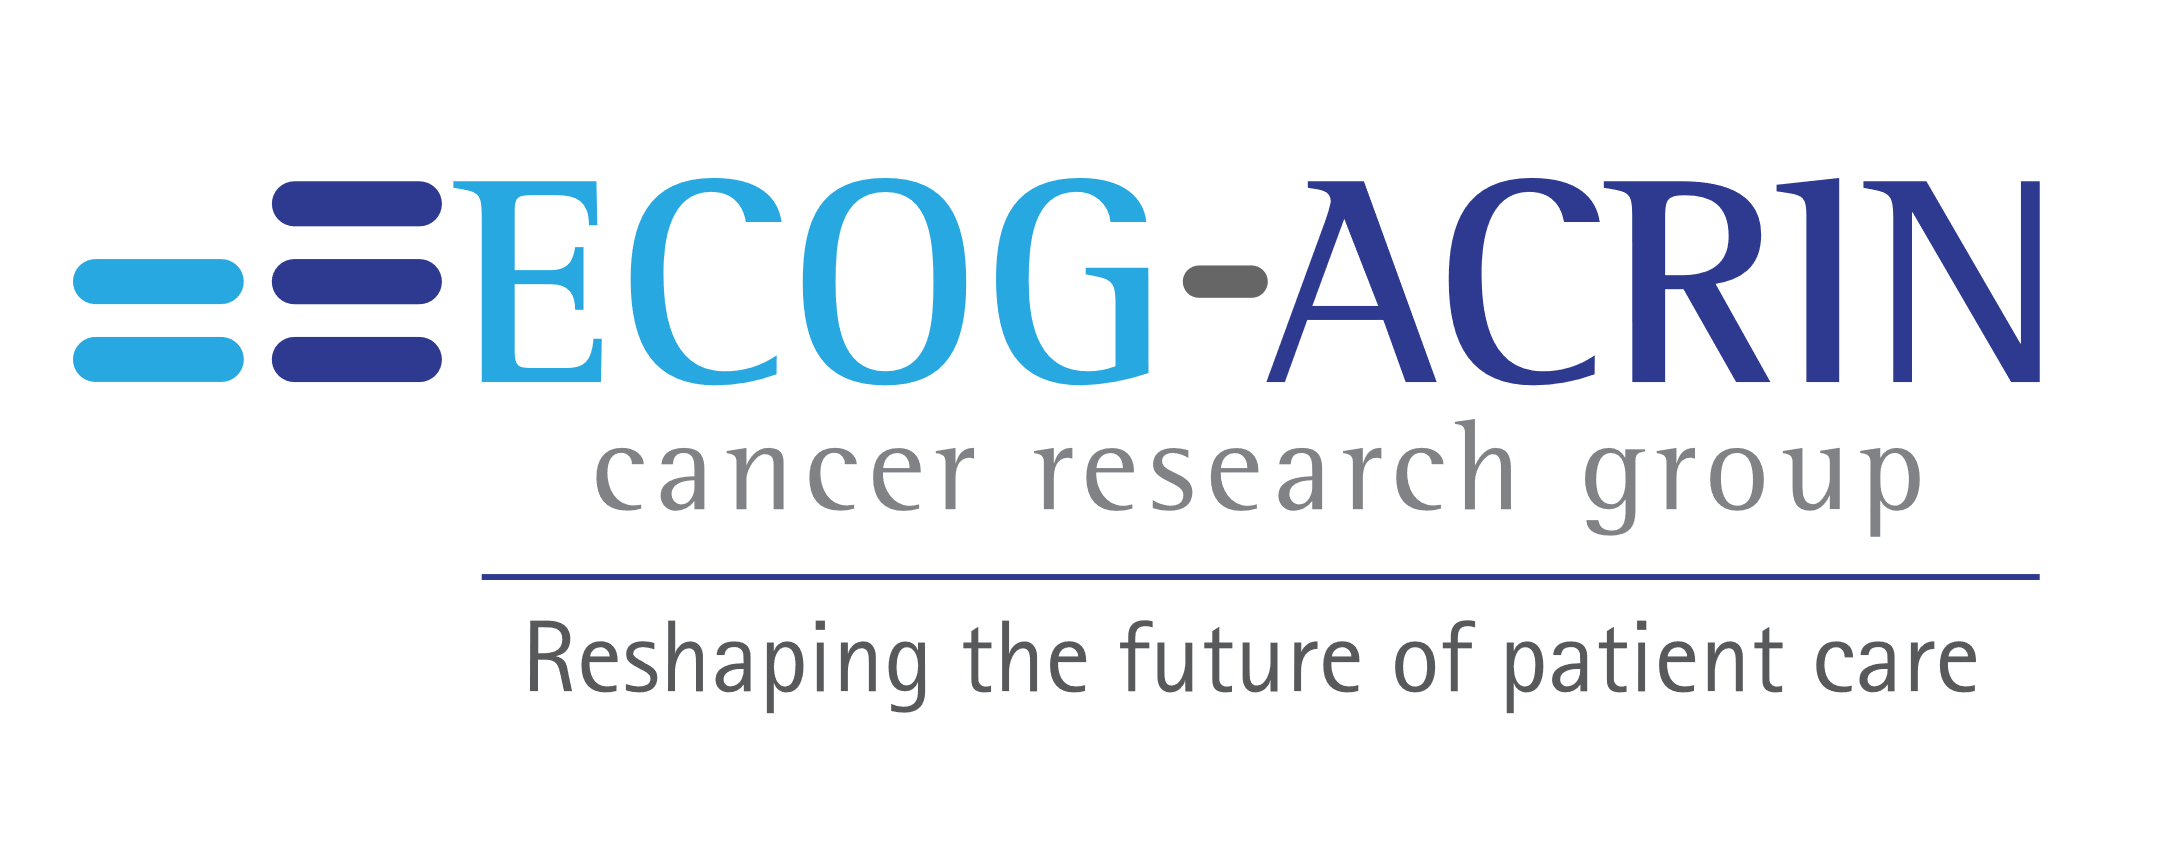 ECOG-ACRIN
cancer research group
Reshaping the future of patient care